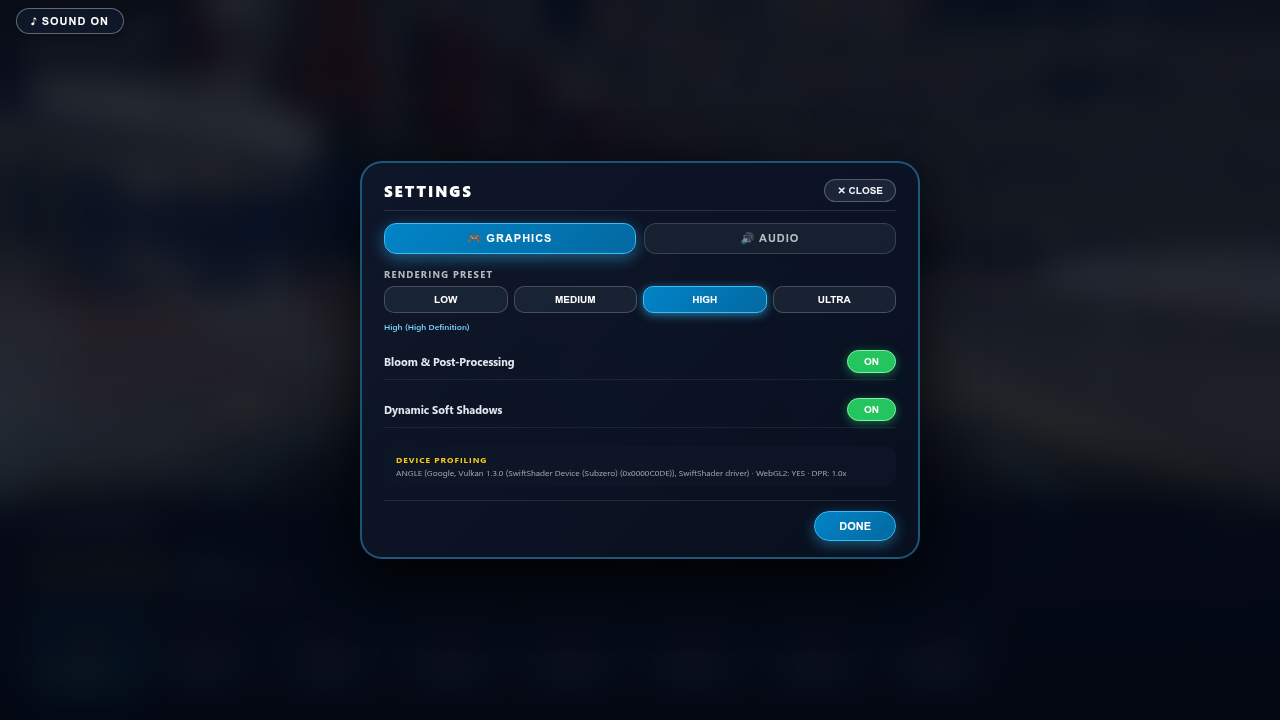 ♪ SOUND ON
SETTINGS
✕ CLOSE
🎮 GRAPHICS
🔊 AUDIO
RENDERING PRESET
LOW
MEDIUM
HIGH
ULTRA
High (High Definition)
Bloom & Post-Processing
ON
Dynamic Soft Shadows
ON
DEVICE PROFILING
ANGLE (Google, Vulkan 1.3.0 (SwiftShader Device (Subzero) (0x0000C0DE)), SwiftShader driver) · WebGL2: YES · DPR: 1.0x
DONE